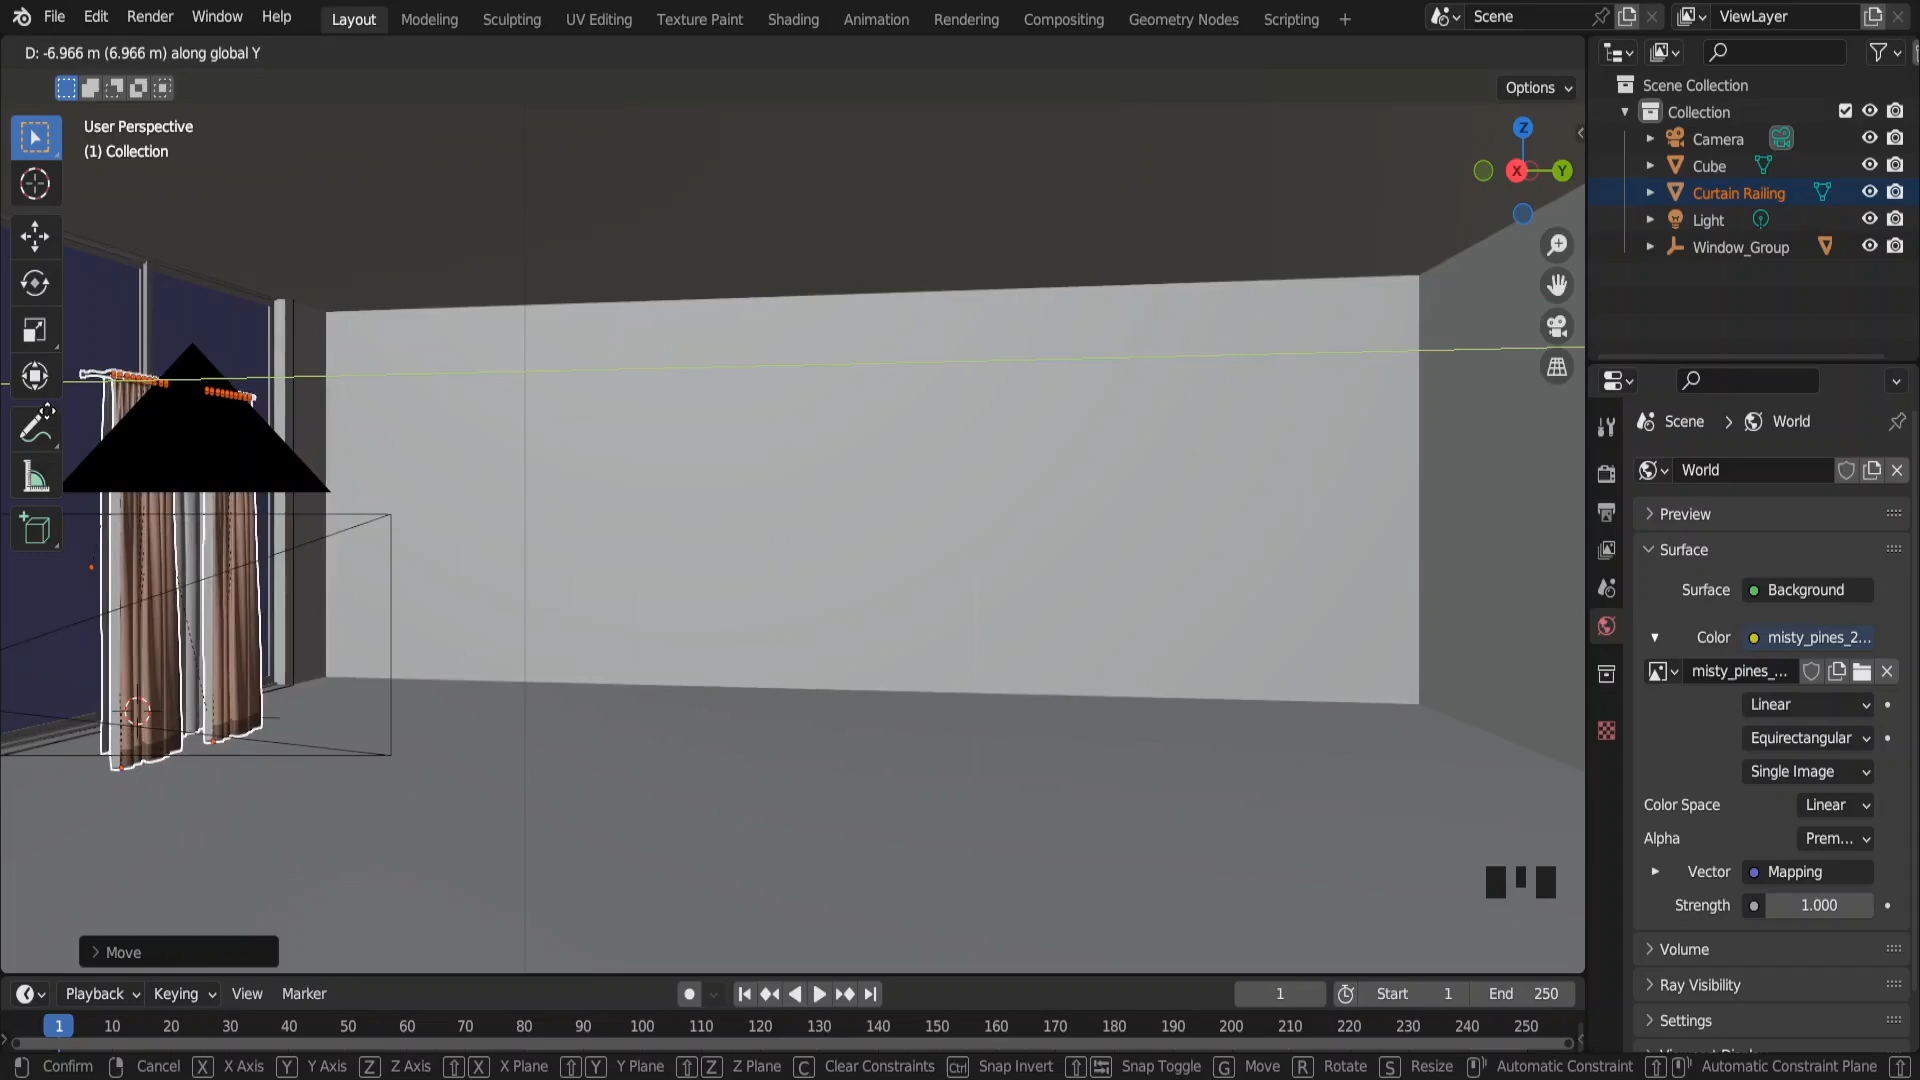 File Edit Render Window Help Layout Modeling Sculpting UV Editing Texture Paint Shading Animation Rendering Compositing Geometry Nodes Scripting + Scene ViewLayer
D: -6.966 m (6.966 m) along global Y
Options
User Perspective
(1) Collection
Z
X Y
Scene Collection
Collection
Camera
Cube
Curtain Railing
Light
Window_Group
Scene > World
World
Preview
Surface
Surface Background
Color misty_pines_2...
misty_pines_...
Linear
Equirectangular
Single Image
Color Space Linear
Alpha Prem...
Vector Mapping
Strength 1.000
Volume
Ray Visibility
Settings
Move
Playback Keying View Marker 1 Start 1 End 250
1 10 20 30 40 50 60 70 80 90 100 110 120 130 140 150 160 170 180 190 200 210 220 230 240 250
Confirm Cancel X X Axis Y Y Axis Z Z Axis X X Plane Y Y Plane Z Z Plane C Clear Constraints Ctrl Snap Invert Snap Toggle G Move R Rotate S Resize Automatic Constraint Automatic Constraint Plane